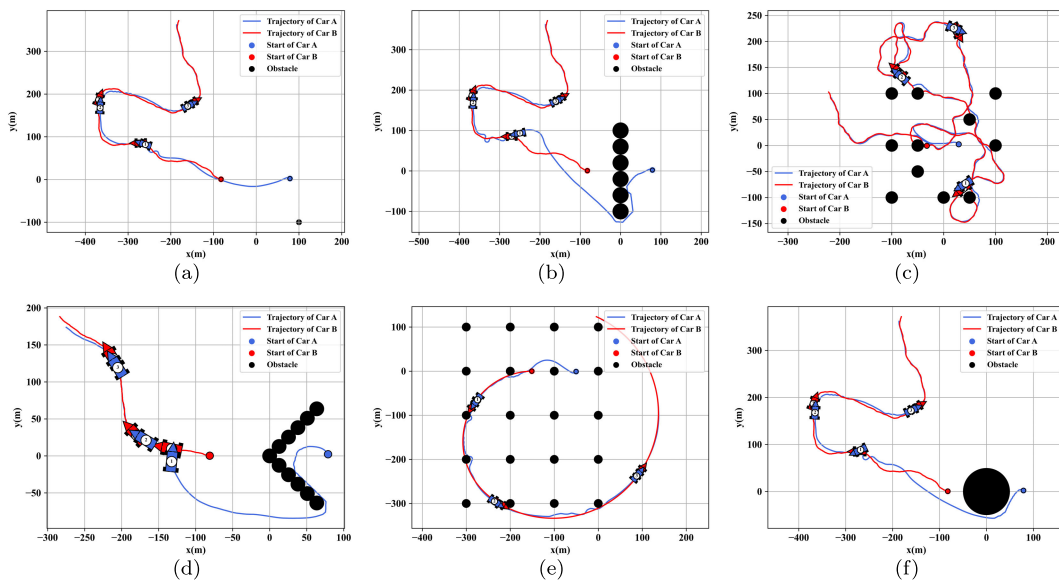 Trajectory of Car A
Trajectory of Car B
Start of Car A
Start of Car B
Obstacle
y(m)
300
200
100
0
−100
3
2
1
−400 −300 −200 −100 0 100 200
x(m)
(a)
Trajectory of Car A
Trajectory of Car B
Start of Car A
Start of Car B
Obstacle
y(m)
400
300
200
100
0
−100
−500 −400 −300 −200 −100 0 100 200
x(m)
(b)
250
200
150
100
50
0
−50
−100
−150
y(m)
Trajectory of Car A
Trajectory of Car B
Start of Car A
Start of Car B
Obstacle
−300 −200 −100 0 100 200
x(m)
(c)
Trajectory of Car A
Trajectory of Car B
Start of Car A
Start of Car B
Obstacle
y(m)
200
150
100
50
0
−50
3
2
1
−300 −250 −200 −150 −100 −50 0 50 100
x(m)
(d)
Trajectory of Car A
Trajectory of Car B
Start of Car A
Start of Car B
Obstacle
y(m)
100
0
−100
−200
−300
−400 −300 −200 −100 0 100 200
x(m)
(e)
Trajectory of Car A
Trajectory of Car B
Start of Car A
Start of Car B
Obstacle
y(m)
300
200
100
0
−400 −300 −200 −100 0 100 200
x(m)
(f)